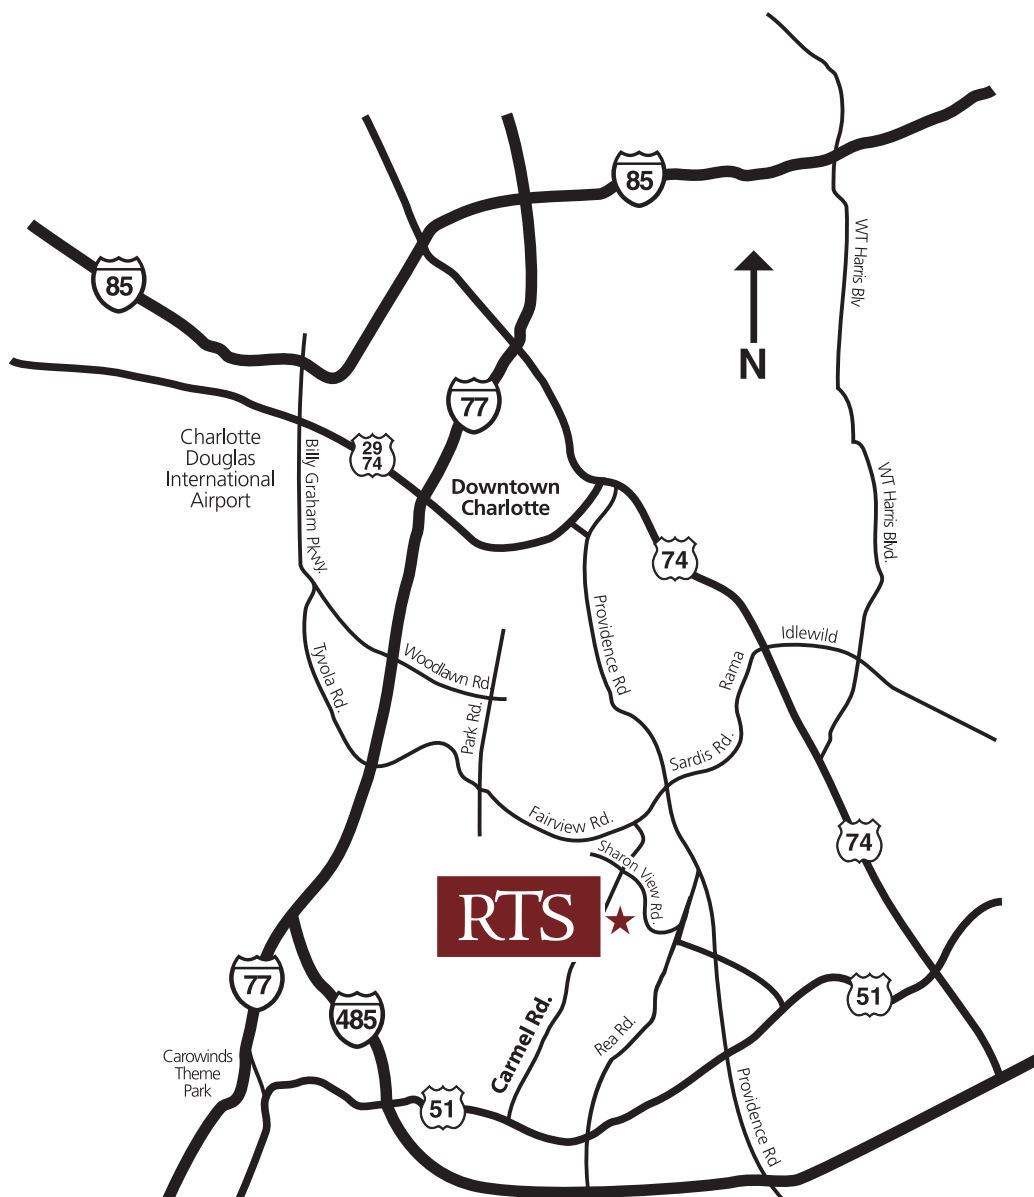 85
WT Harris Blv
85
N
77
29
74
Charlotte
Douglas
International
Airport
Billy Graham Pkwy.
Downtown
Charlotte
WT Harris Blvd.
74
Providence Rd
Idlewild
Rama
Tyvola Rd.
Woodlawn Rd.
Park Rd.
Sardis Rd.
Fairview Rd.
74
Sharon View Rd.
RTS
77
485
51
Carmel Rd.
Rea Rd.
Carowinds
Theme
Park
51
Providence Rd